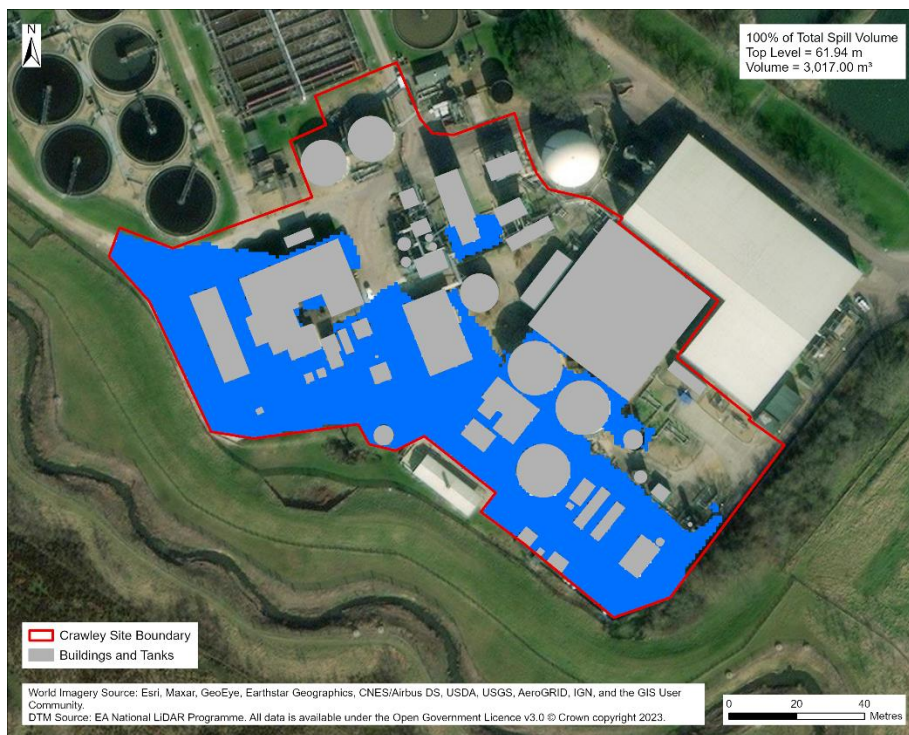 N
100% of Total Spill Volume
Top Level = 61.94 m
Volume = 3,017.00 m³
Crawley Site Boundary
Buildings and Tanks
World Imagery Source: Esri, Maxar, GeoEye, Earthstar Geographics, CNES/Airbus DS, USDA, USGS, AeroGRID, IGN, and the GIS User
Community.
DTM Source: EA National LiDAR Programme. All data is available under the Open Government Licence v3.0 © Crown copyright 2023.
0 20 40
Metres